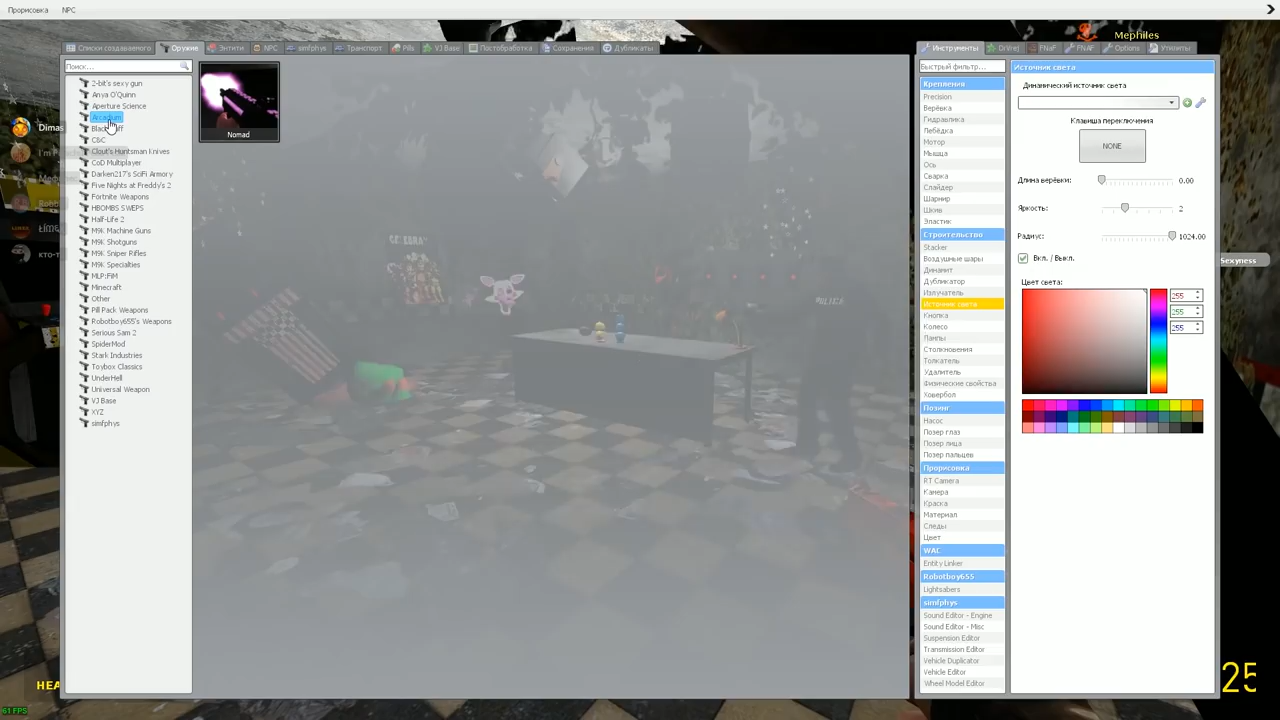 Прорисовка NPC
Mephiles
Списки создаваемого Оружие Энтити NPC simfphys Транспорт Pills VJ Base Постобработка Сохранения Дубликаты
Инструменты FNaF FNAF Options Утилиты
Поиск...
2-bit's sexy gun
Anya O'Quinn
Aperture Science
Arcadium
C&C
Clout's Huntsman Knives
CoD Multiplayer
Darken217's SciFi Armory
Five Nights at Freddy's 2
Fortnite Weapons
HBOMBS SWEPS
Half-Life 2
M9K Machine Guns
M9K Shotguns
M9K Sniper Rifles
M9K Specialties
MLP:FiM
Minecraft
Other
Pill Pack Weapons
Robotboy655's Weapons
Serious Sam 2
SpiderMod
Stark Industries
Toybox Classics
UnderHell
Universal Weapon
VJ Base
XYZ
simfphys
Nomad
Dimas
Быстрый фильтр...
Крепления
Precision
Верёвка
Гидравлика
Лебёдка
Мотор
Мышца
Ось
Сварка
Слайдер
Шарнир
Шкив
Эластик
Строительство
Stacker
Воздушные шары
Динамит
Дубликатор
Излучатель
Источник света
Кнопка
Колесо
Лампы
Столкновения
Толкатель
Удалитель
Физические свойства
Ховербол
Позинг
Насос
Позер глаз
Позер лица
Позер пальцев
Прорисовка
RT Camera
Камера
Краска
Материал
Следы
Цвет
WAC
Entity Linker
Robotboy655
Lightsabers
simfphys
Sound Editor - Engine
Sound Editor - Misc
Suspension Editor
Transmission Editor
Vehicle Duplicator
Vehicle Editor
Wheel Model Editor
Источник света
Динамический источник света
Клавиша переключения
NONE
Длина верёвки: 0.00
Яркость: 2
Радиус: 1024.00
Вкл. / Выкл.
Цвет света:
255
255
255
Sexyness
HEA
25
61 FPS